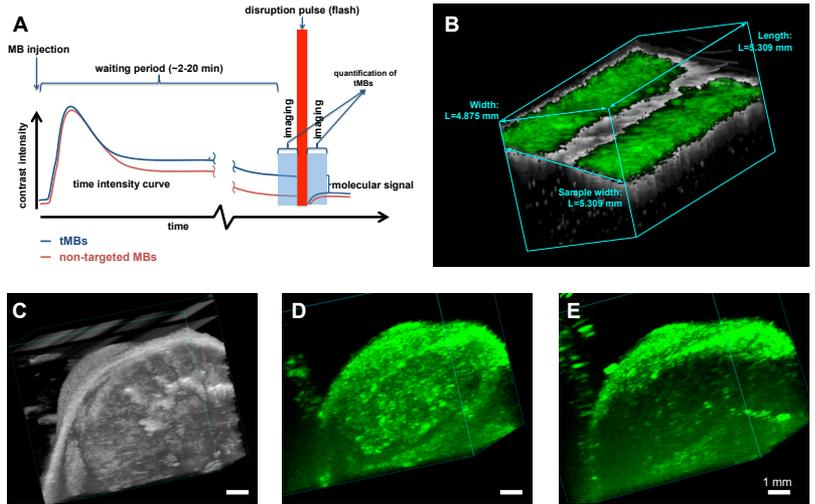 A
disruption pulse (flash)
MB injection
waiting period (~2-20 min)
quantification of
tMBs
imaging
imaging
contrast intensity
time intensity curve
molecular signal
time
tMBs
non-targeted MBs
B
Length:
L=5.309 mm
Width:
L=4.875 mm
Sample width:
L=5.309 mm
C
D
E
1 mm